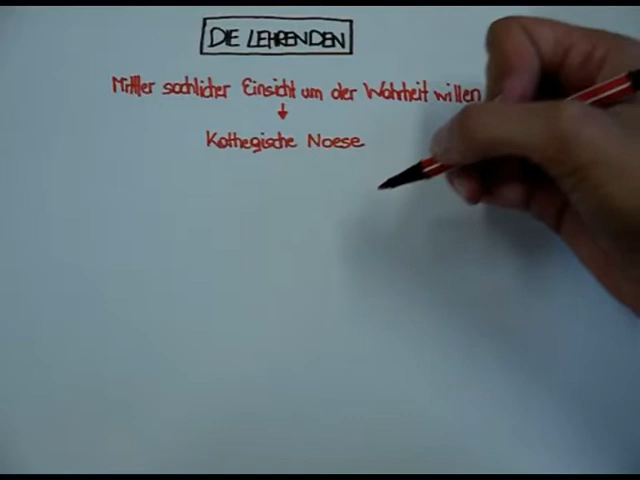 DIE LEHRENDEN
Mittler sachlicher Einsicht um der Wahrheit willen
↓
Kathegische Noese